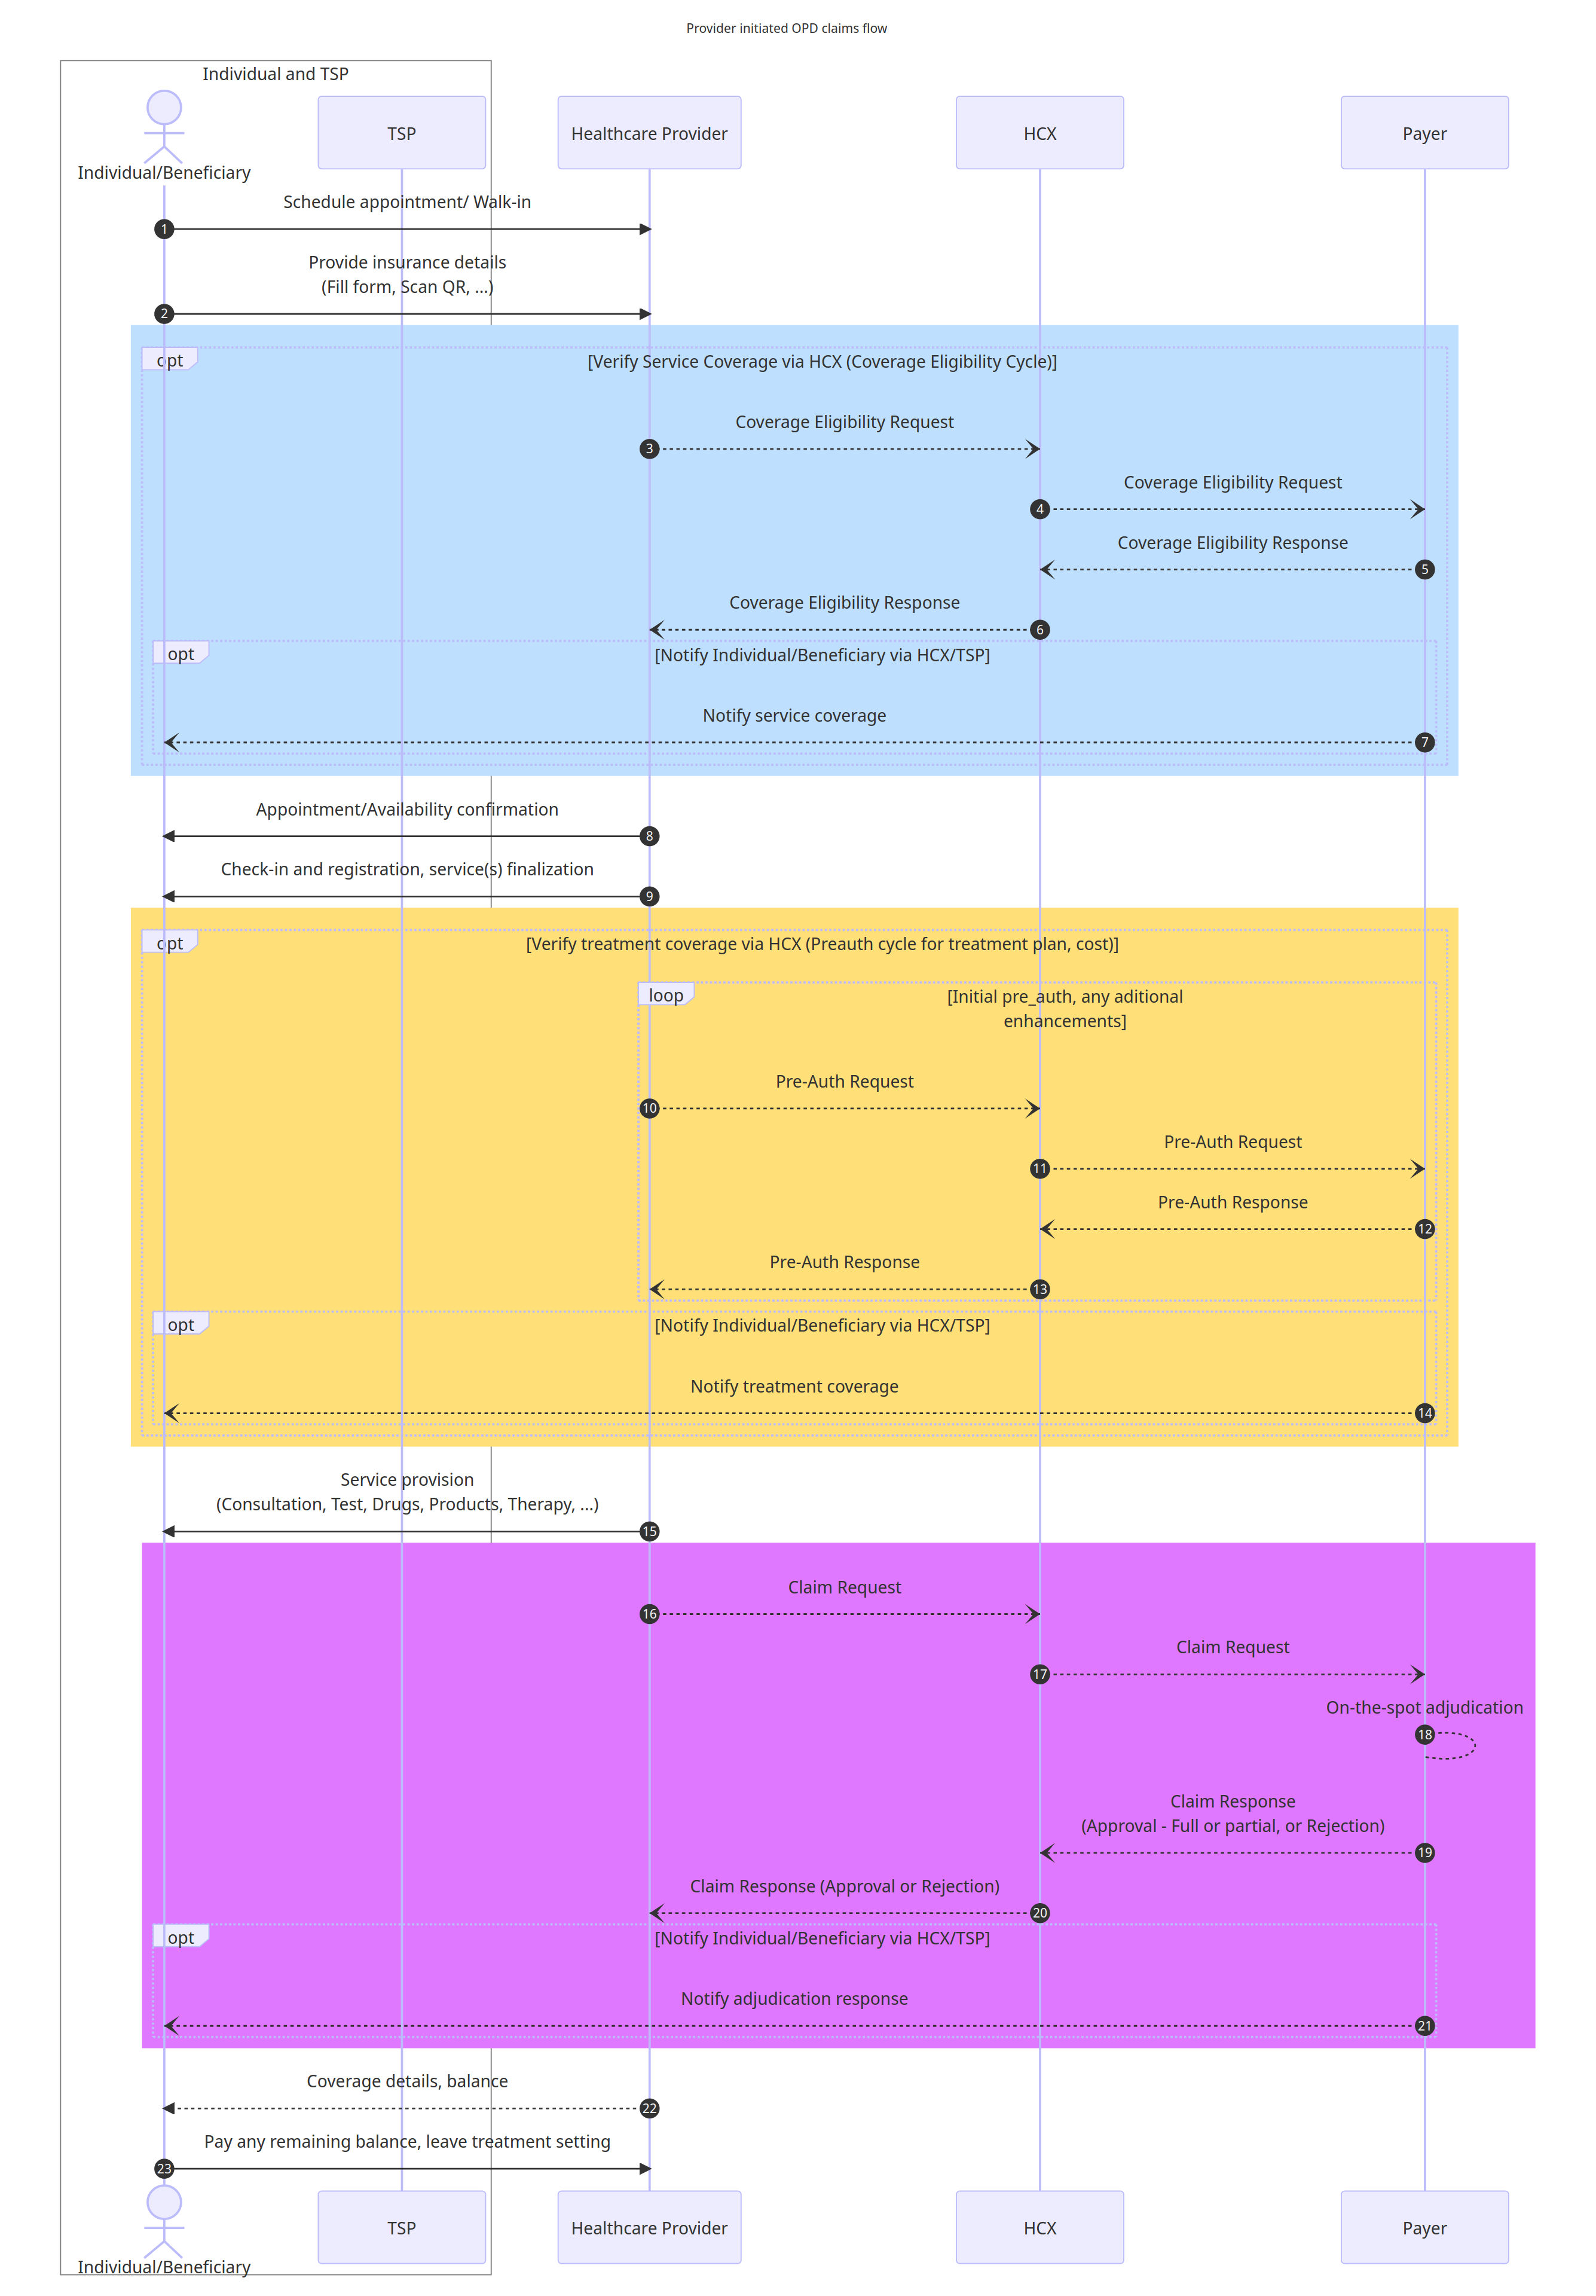 Provider initiated OPD claims flow
Individual and TSP
Individual/Beneficiary
TSP
Healthcare Provider
HCX
Payer
Schedule appointment/ Walk-in
1
Provide insurance details
(Fill form, Scan QR, ...)
2
opt
[Verify Service Coverage via HCX (Coverage Eligibility Cycle)]
Coverage Eligibility Request
3
Coverage Eligibility Request
4
Coverage Eligibility Response
5
Coverage Eligibility Response
6
opt
[Notify Individual/Beneficiary via HCX/TSP]
Notify service coverage
7
Appointment/Availability confirmation
8
Check-in and registration, service(s) finalization
9
opt
[Verify treatment coverage via HCX (Preauth cycle for treatment plan, cost)]
loop
[Initial pre_auth, any aditional
enhancements]
Pre-Auth Request
10
Pre-Auth Request
11
Pre-Auth Response
12
Pre-Auth Response
13
opt
[Notify Individual/Beneficiary via HCX/TSP]
Notify treatment coverage
14
Service provision
(Consultation, Test, Drugs, Products, Therapy, ...)
15
Claim Request
16
Claim Request
17
On-the-spot adjudication
18
Claim Response
(Approval - Full or partial, or Rejection)
19
Claim Response (Approval or Rejection)
20
opt
[Notify Individual/Beneficiary via HCX/TSP]
Notify adjudication response
21
Coverage details, balance
22
Pay any remaining balance, leave treatment setting
23
Individual/Beneficiary
TSP
Healthcare Provider
HCX
Payer